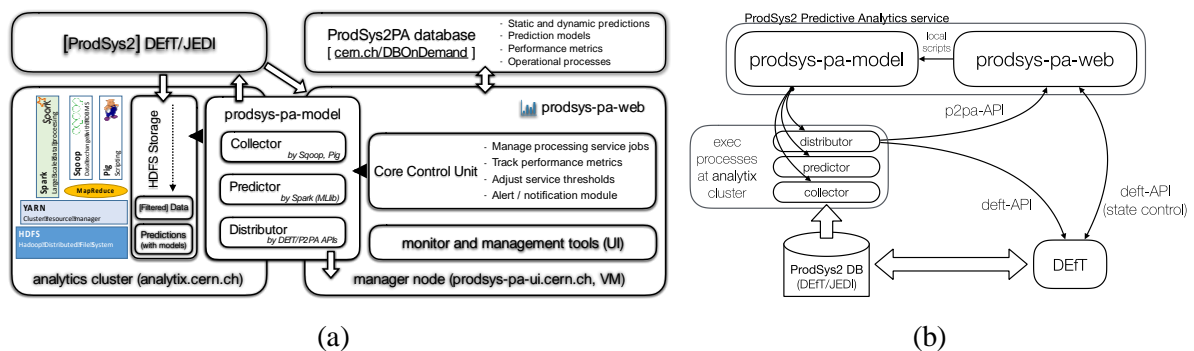 [ProdSys2] DEfT/JEDI
ProdSys2PA database
[ cern.ch/DBOnDemand ]
- Static and dynamic predictions
- Prediction models
- Performance metrics
- Operational processes
Spark
Spark
Sqoop
Pig
Scripting
MapReduce
YARN
HDFS
HDFS Storage
[Filtered] Data
Predictions
(with models)
analytics cluster (analytix.cern.ch)
prodsys-pa-model
Collector
by Sqoop, Pig
Predictor
by Spark (MLlib)
Distributor
by DEfT/P2PA APIs
prodsys-pa-web
Core Control Unit
- Manage processing service jobs
- Track performance metrics
- Adjust service thresholds
- Alert / notification module
monitor and management tools (UI)
manager node (prodsys-pa-ui.cern.ch, VM)
(a)
ProdSys2 Predictive Analytics service
prodsys-pa-model
local
scripts
prodsys-pa-web
p2pa-API
exec
processes
at analytix
cluster
distributor
predictor
collector
deft-API
deft-API
(state control)
ProdSys2 DB
(DEfT/JEDI)
DEfT
(b)